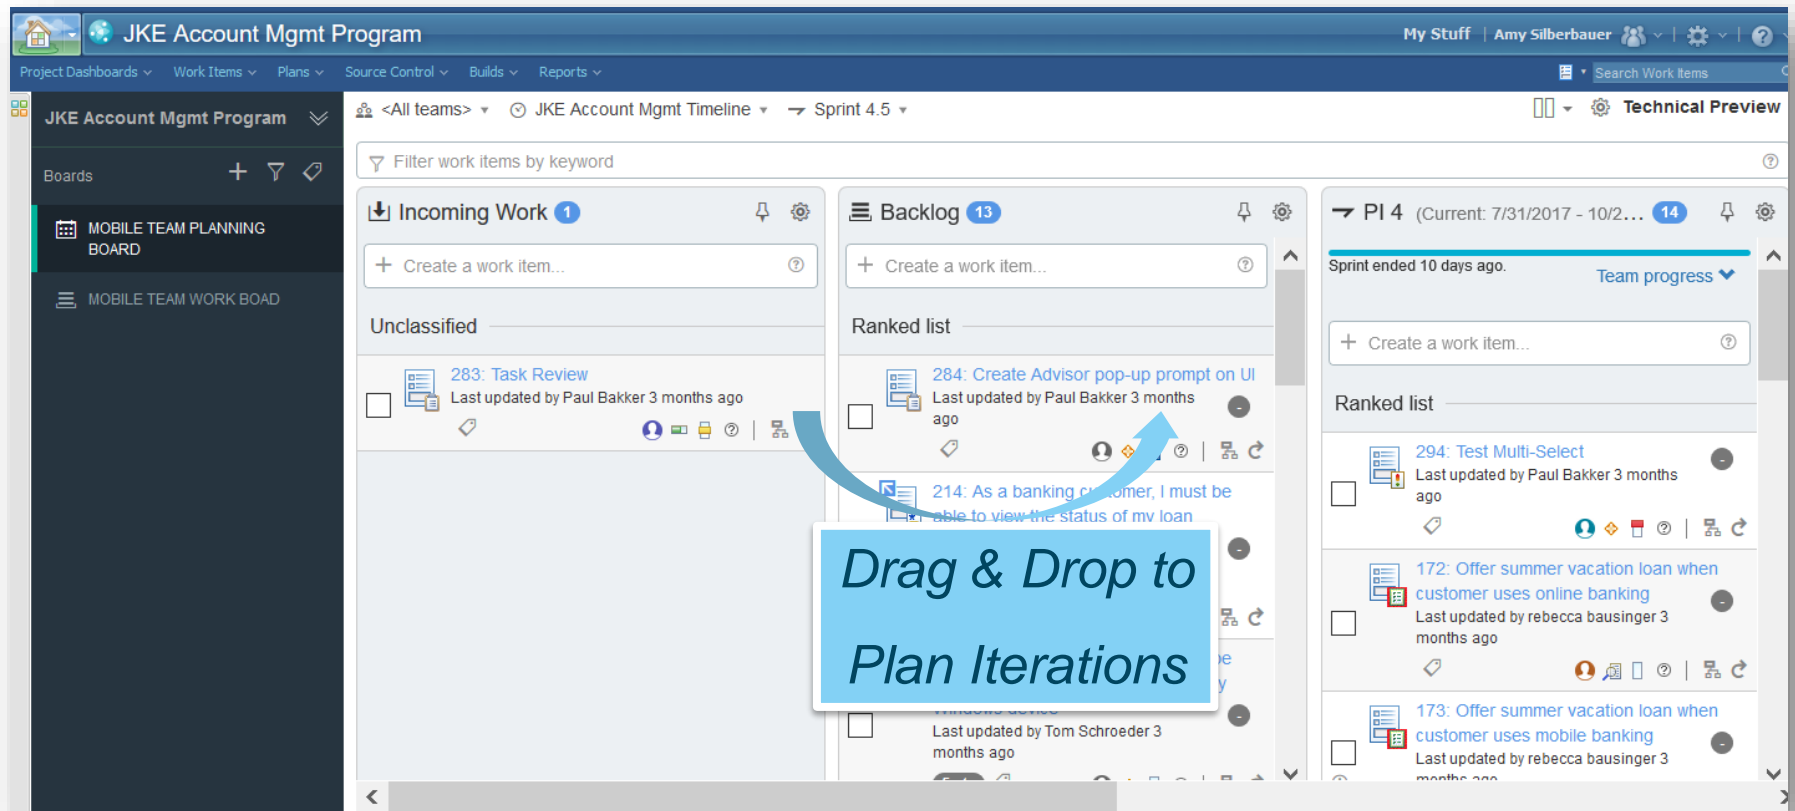 JKE Account Mgmt Program
My Stuff | Amy Silberbauer
Project Dashboards Work Items Plans Source Control Builds Reports
Search Work Items
JKE Account Mgmt Program
<All teams> JKE Account Mgmt Timeline Sprint 4.5
Technical Preview
Boards
Filter work items by keyword
MOBILE TEAM PLANNING
BOARD
MOBILE TEAM WORK BOAD
Incoming Work 1
Create a work item...
Unclassified
283: Task Review
Last updated by Paul Bakker 3 months ago
Backlog 13
Create a work item...
Ranked list
284: Create Advisor pop-up prompt on UI
Last updated by Paul Bakker 3 months
ago
214: As a banking customer, I must be
able to view the status of my loan
Drag & Drop to
Plan Iterations
Windows device
Last updated by Tom Schroeder 3
months ago
PI 4 (Current: 7/31/2017 - 10/2... 14
Sprint ended 10 days ago.
Team progress
Create a work item...
Ranked list
294: Test Multi-Select
Last updated by Paul Bakker 3 months
ago
172: Offer summer vacation loan when
customer uses online banking
Last updated by rebecca bausinger 3
months ago
173: Offer summer vacation loan when
customer uses mobile banking
Last updated by rebecca bausinger 3
months ago